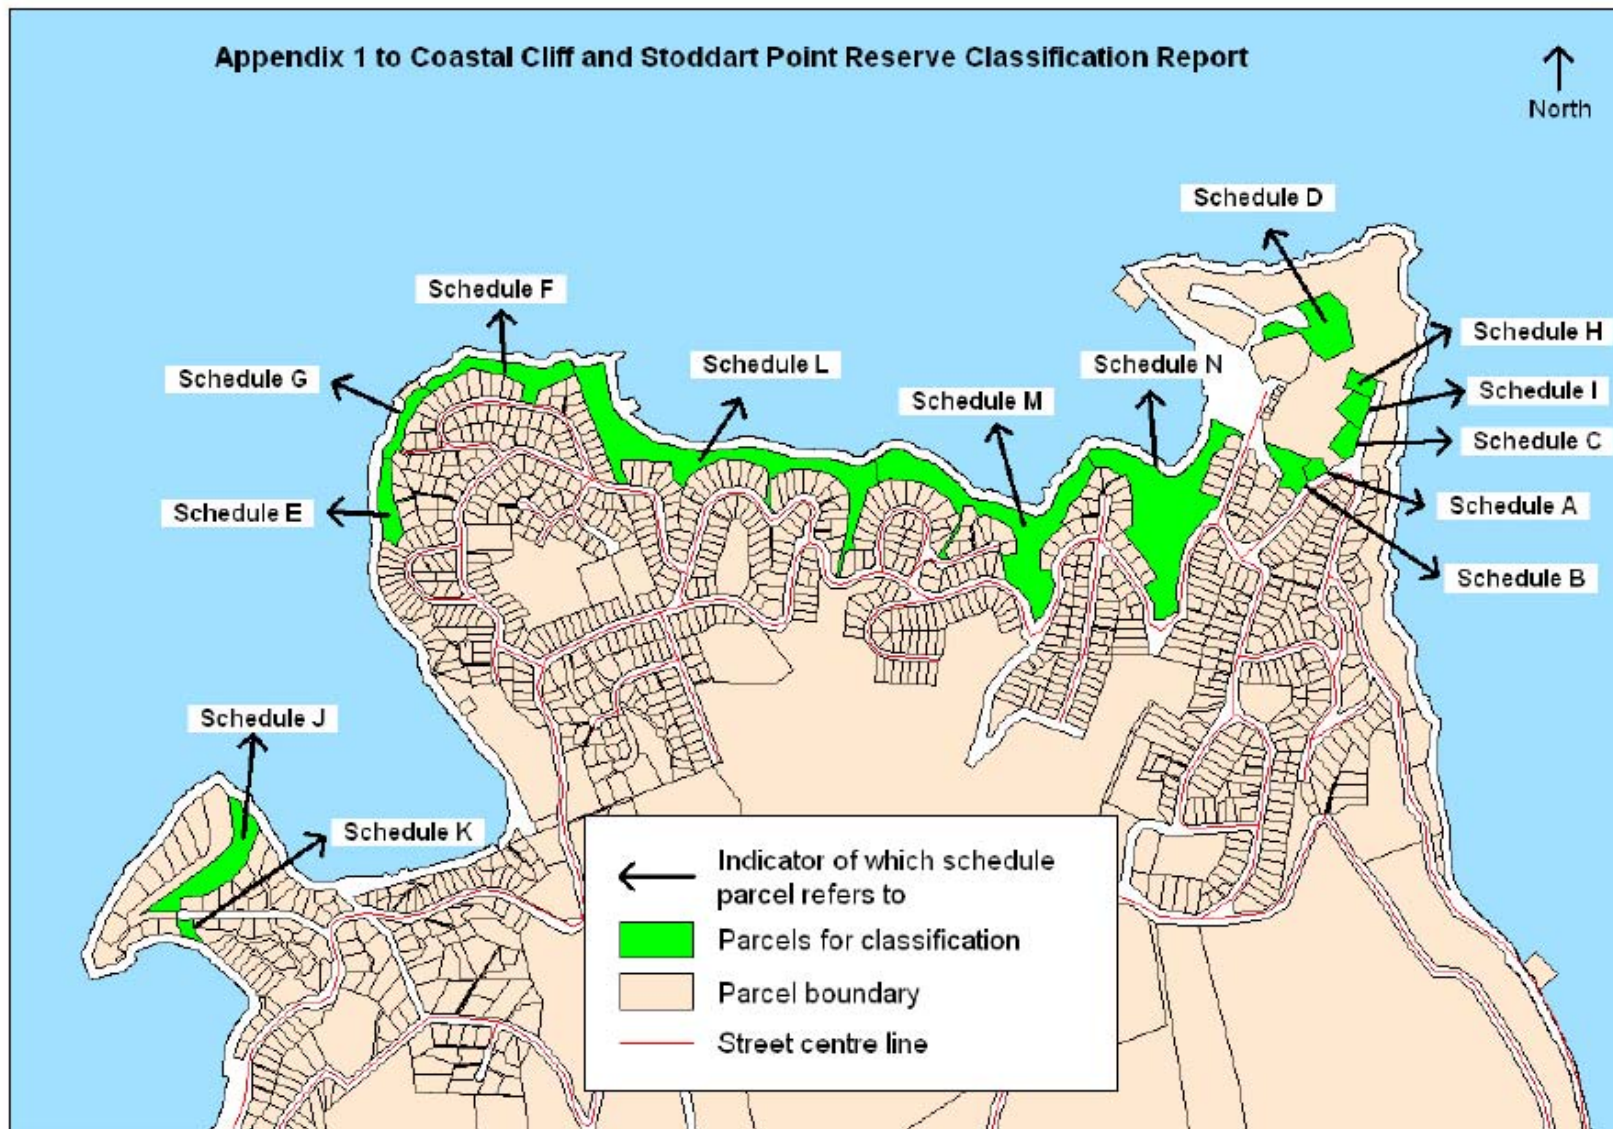 Appendix 1 to Coastal Cliff and Stoddart Point Reserve Classification Report
North
Schedule D
Schedule F
Schedule H
Schedule L
Schedule N
Schedule G
Schedule I
Schedule M
Schedule C
Schedule E
Schedule A
Schedule B
Schedule J
Schedule K
Indicator of which schedule
parcel refers to
Parcels for classification
Parcel boundary
Street centre line